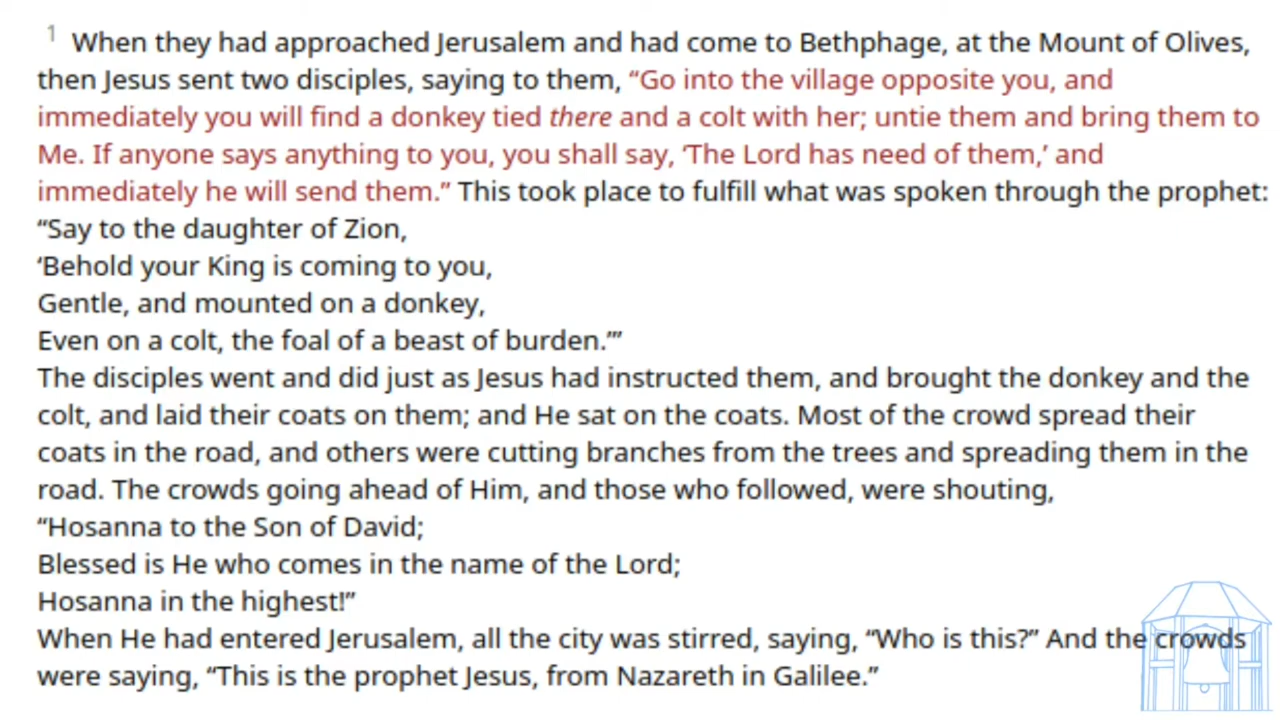 1 When they had approached Jerusalem and had come to Bethphage, at the Mount of Olives,
then Jesus sent two disciples, saying to them, “Go into the village opposite you, and
immediately you will find a donkey tied there and a colt with her; untie them and bring them to
Me. If anyone says anything to you, you shall say, ‘The Lord has need of them,’ and
immediately he will send them.” This took place to fulfill what was spoken through the prophet:
“Say to the daughter of Zion,
‘Behold your King is coming to you,
Gentle, and mounted on a donkey,
Even on a colt, the foal of a beast of burden.’”
The disciples went and did just as Jesus had instructed them, and brought the donkey and the
colt, and laid their coats on them; and He sat on the coats. Most of the crowd spread their
coats in the road, and others were cutting branches from the trees and spreading them in the
road. The crowds going ahead of Him, and those who followed, were shouting,
“Hosanna to the Son of David;
Blessed is He who comes in the name of the Lord;
Hosanna in the highest!”
When He had entered Jerusalem, all the city was stirred, saying, “Who is this?” And the crowds
were saying, “This is the prophet Jesus, from Nazareth in Galilee.”